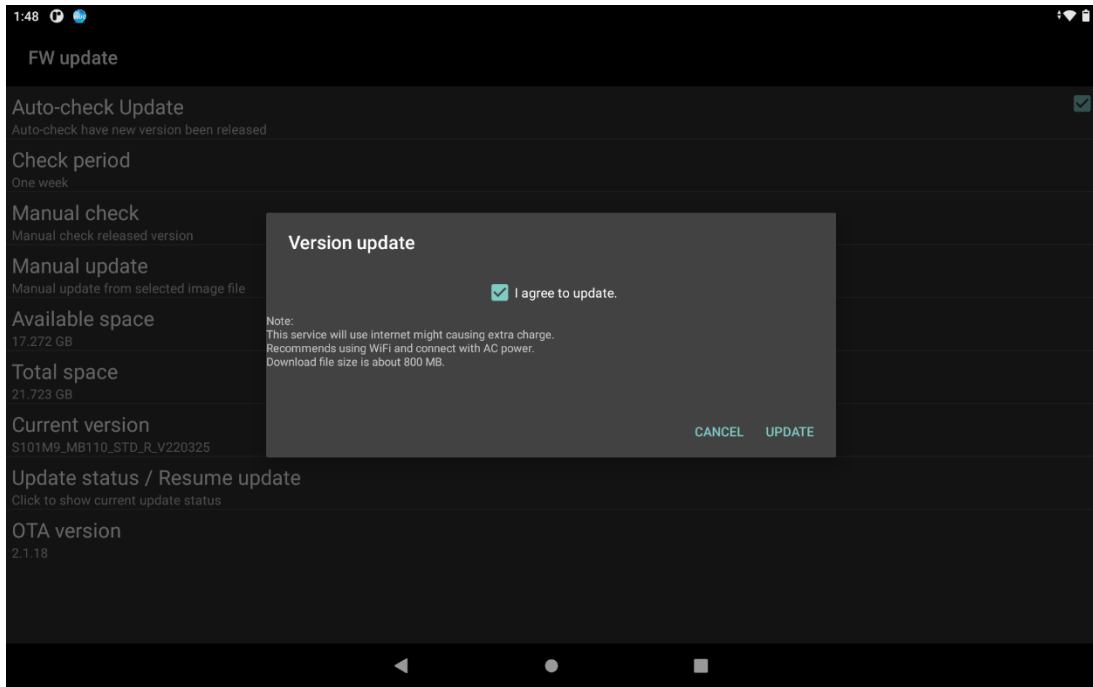 1:48
FW update
Auto-check Update
Auto-check have new version been released
Check period
One week
Manual check
Manual check released version
Manual update
Manual update from selected image file
Available space
17.272 GB
Total space
21.723 GB
Current version
S101M9_MB110_STD_R_V220325
Update status / Resume update
Click to show current update status
OTA version
2.1.18
Version update
I agree to update.
Note:
This service will use internet might causing extra charge.
Recommends using WiFi and connect with AC power.
Download file size is about 800 MB.
CANCEL UPDATE